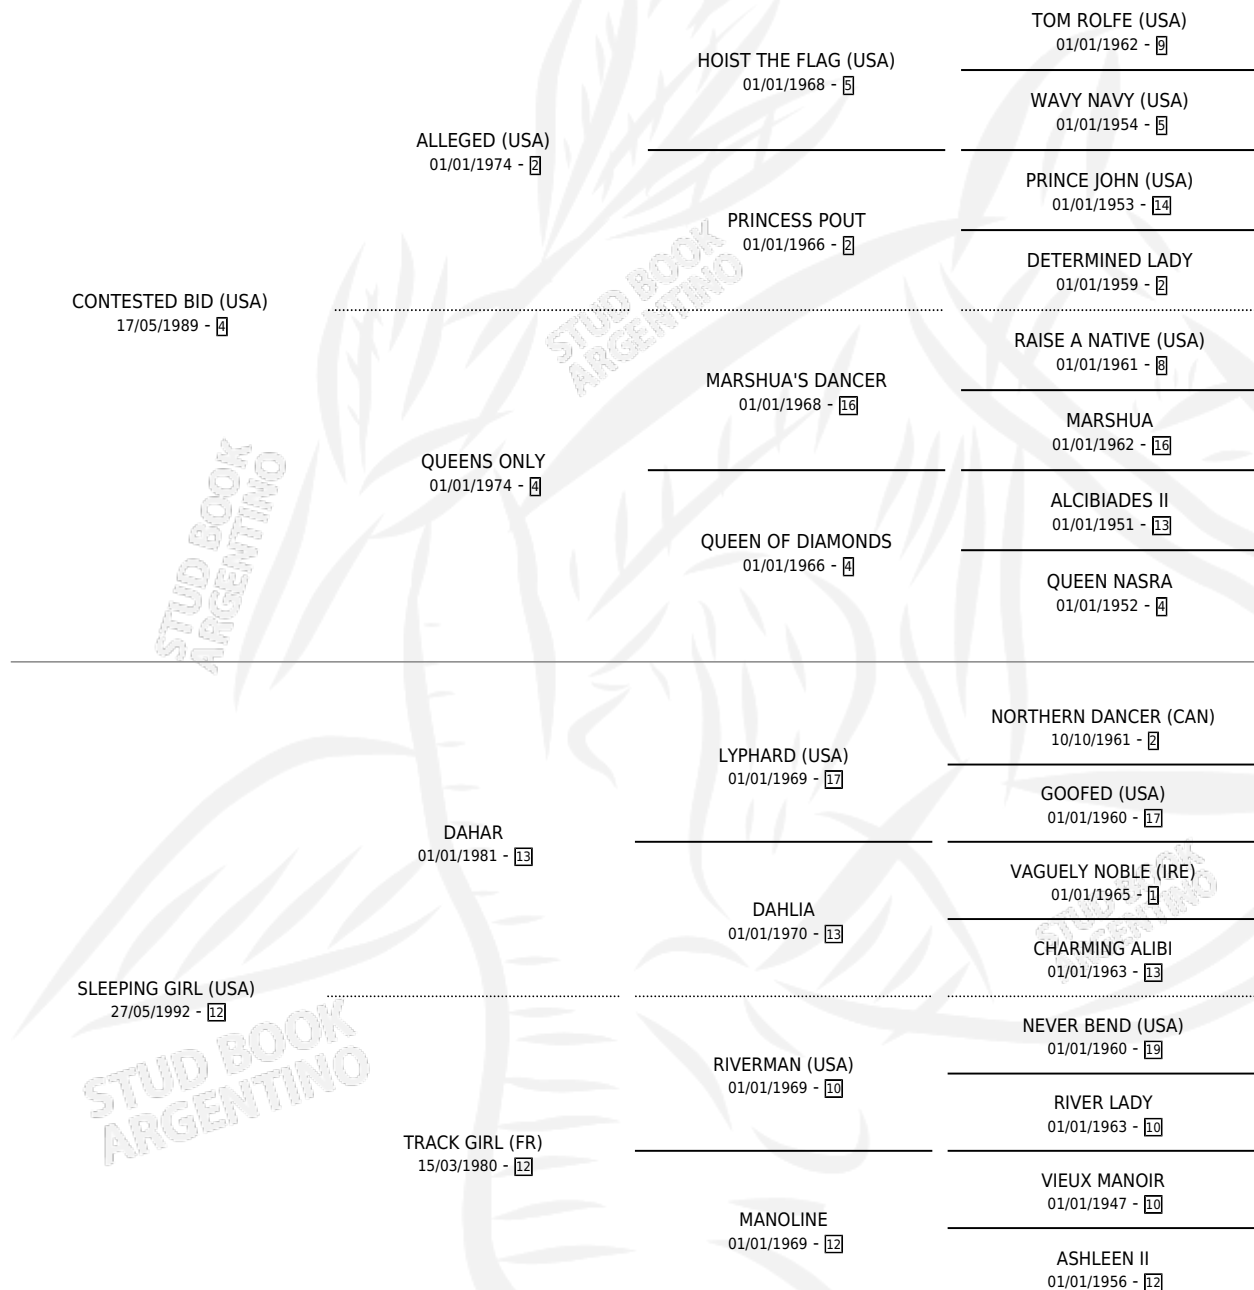 TOM ROLFE (USA)
01/01/1962 - 9
HOIST THE FLAG (USA)
01/01/1968 - 5
WAVY NAVY (USA)
01/01/1954 - 5
ALLEGED (USA)
01/01/1974 - 2
PRINCE JOHN (USA)
01/01/1953 - 14
PRINCESS POUT
01/01/1966 - 2
DETERMINED LADY
01/01/1959 - 2
CONTESTED BID (USA)
17/05/1989 - 4
RAISE A NATIVE (USA)
01/01/1961 - 8
MARSHUA'S DANCER
01/01/1968 - 16
MARSHUA
01/01/1962 - 16
QUEENS ONLY
01/01/1974 - 4
ALCIBIADES II
01/01/1951 - 13
QUEEN OF DIAMONDS
01/01/1966 - 4
QUEEN NASRA
01/01/1952 - 4
NORTHERN DANCER (CAN)
10/10/1961 - 2
LYPHARD (USA)
01/01/1969 - 17
GOOFED (USA)
01/01/1960 - 17
DAHAR
01/01/1981 - 13
VAGUELY NOBLE (IRE)
01/01/1965 - 1
DAHLIA
01/01/1970 - 13
CHARMING ALIBI
01/01/1963 - 13
SLEEPING GIRL (USA)
27/05/1992 - 12
NEVER BEND (USA)
01/01/1960 - 19
RIVERMAN (USA)
01/01/1969 - 10
RIVER LADY
01/01/1963 - 10
TRACK GIRL (FR)
15/03/1980 - 12
VIEUX MANOIR
01/01/1947 - 10
MANOLINE
01/01/1969 - 12
ASHLEEN II
01/01/1956 - 12
STUD BOOK
ARGENTINO
STUD BOOK
ARGENTINO
STUD BOOK
ARGENTINO
STUD BOOK
ARGENTINO